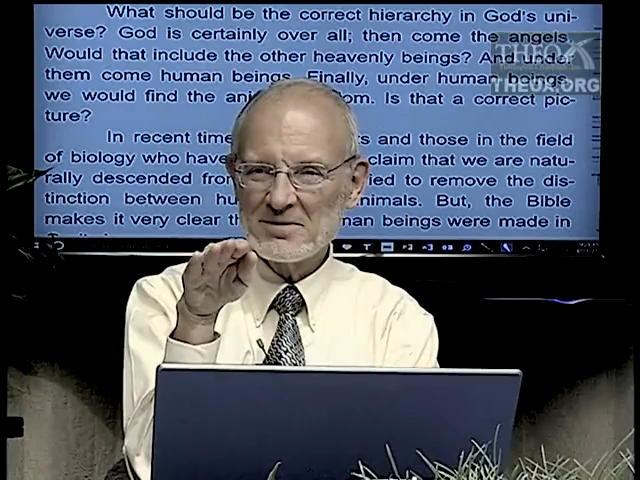 What should be the correct hierarchy in God's uni-
verse? God is certainly over all; then come the angels.
Would that include the other heavenly beings? And under
them come human beings. Finally, under human beings,
we would find the ani om. Is that a correct pic-
ture?
In recent time s and those in the field
of biology who have claim that we are natu-
rally descended fro ed to remove the dis-
tinction between hu nimals. But, the Bible
makes it very clear th man beings were made in
THEOX
THEOX.ORG